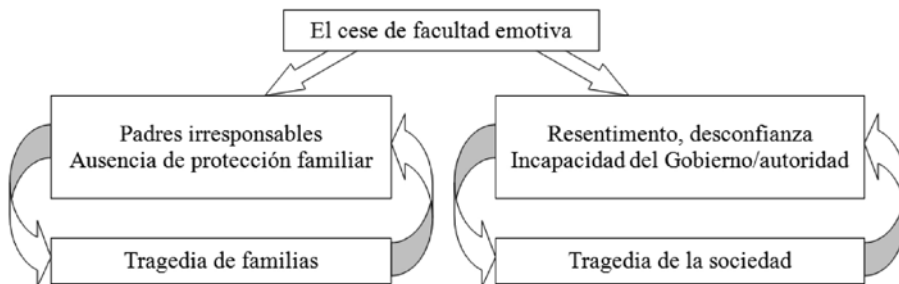 El cese de facultad emotiva
Padres irresponsables
Ausencia de protección familiar
Resentimento, desconfianza
Incapacidad del Gobierno/autoridad
Tragedia de familias
Tragedia de la sociedad